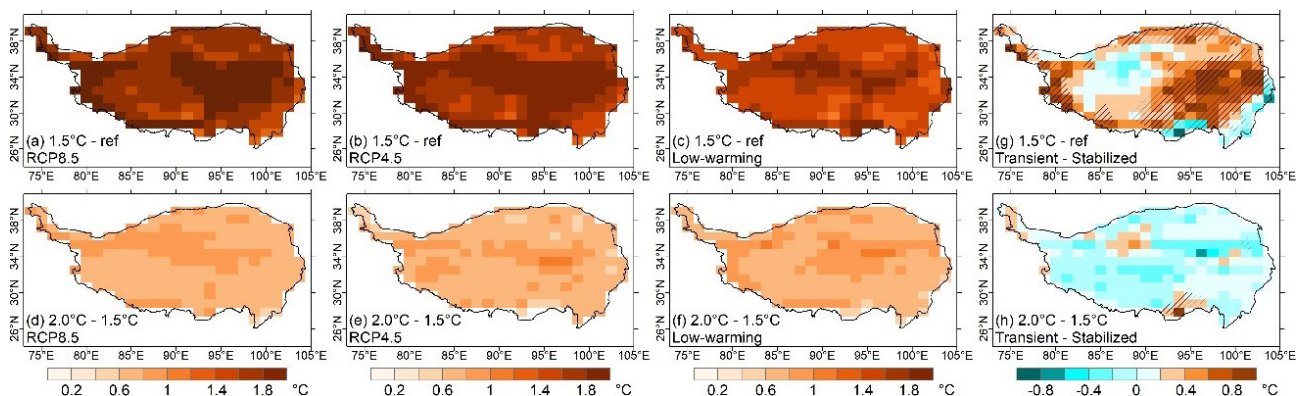 38°N 34°N 30°N 26°N
(a) 1.5°C - ref
RCP8.5
75°E 80°E 85°E 90°E 95°E 100°E 105°E
38°N 34°N 30°N 26°N
(b) 1.5°C - ref
RCP4.5
75°E 80°E 85°E 90°E 95°E 100°E 105°E
38°N 34°N 30°N 26°N
(c) 1.5°C - ref
Low-warming
75°E 80°E 85°E 90°E 95°E 100°E 105°E
38°N 34°N 30°N 26°N
(g) 1.5°C - ref
Transient - Stabilized
75°E 80°E 85°E 90°E 95°E 100°E 105°E
38°N 34°N 30°N 26°N
(d) 2.0°C - 1.5°C
RCP8.5
75°E 80°E 85°E 90°E 95°E 100°E 105°E
38°N 34°N 30°N 26°N
(e) 2.0°C - 1.5°C
RCP4.5
75°E 80°E 85°E 90°E 95°E 100°E 105°E
38°N 34°N 30°N 26°N
(f) 2.0°C - 1.5°C
Low-warming
75°E 80°E 85°E 90°E 95°E 100°E 105°E
38°N 34°N 30°N 26°N
(h) 2.0°C - 1.5°C
Transient - Stabilized
75°E 80°E 85°E 90°E 95°E 100°E 105°E
0.2 0.6 1 1.4 1.8 °C
0.2 0.6 1 1.4 1.8 °C
0.2 0.6 1 1.4 1.8 °C
-0.8 -0.4 0 0.4 0.8 °C